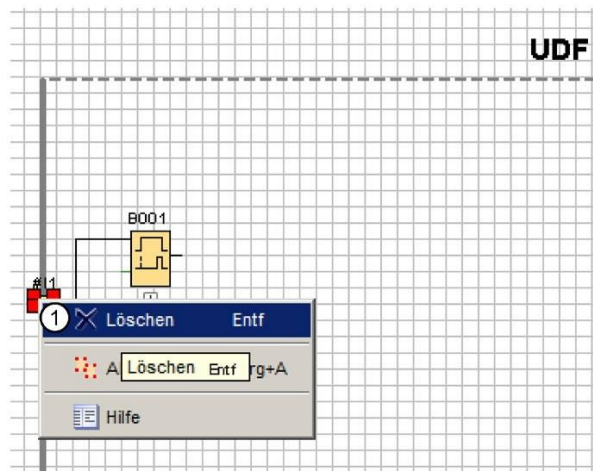 UDF
B001
#I1
1 Löschen Entf
A Löschen Entf rg+A
Hilfe